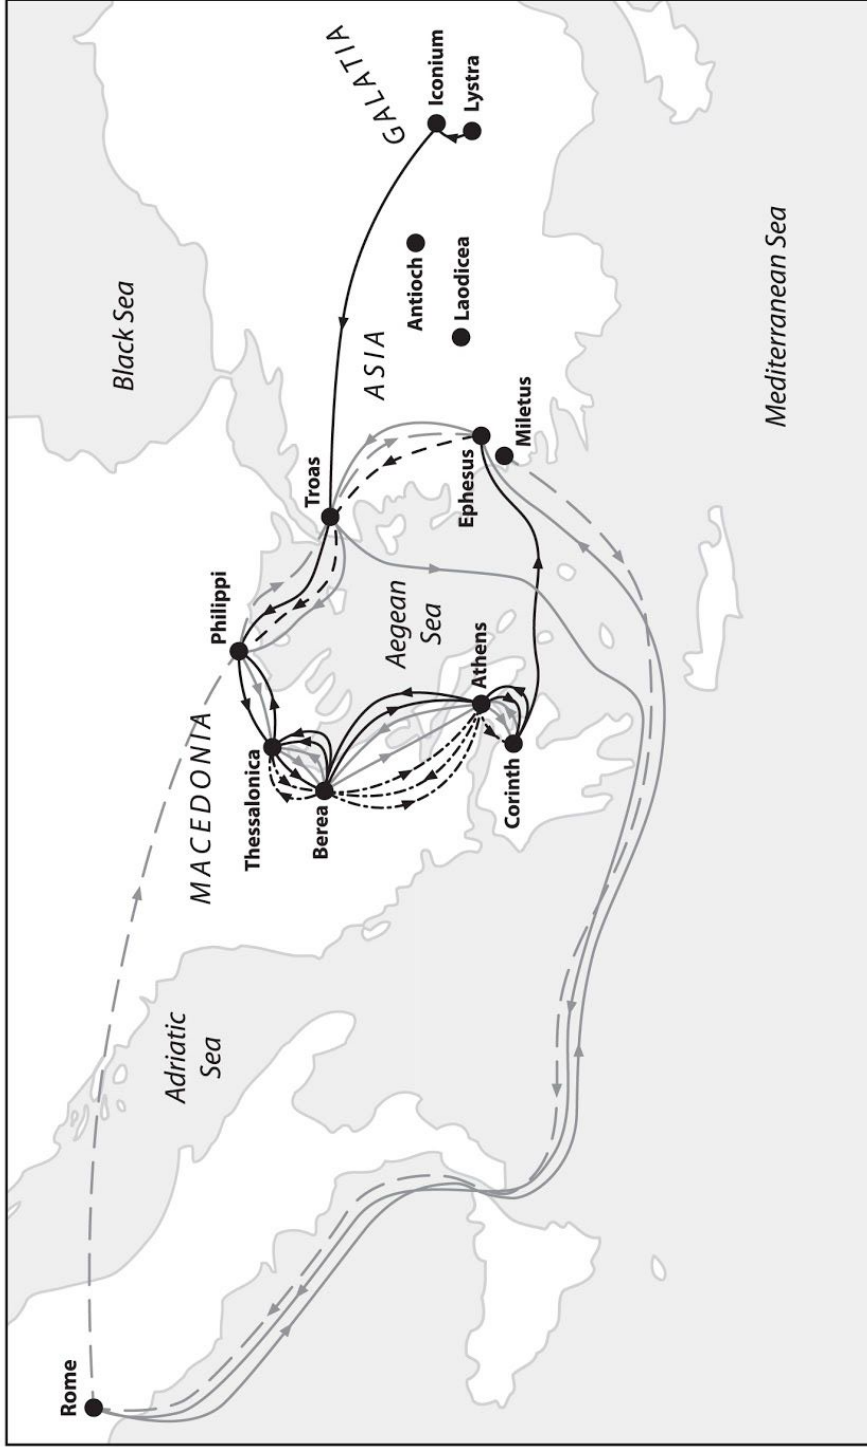 Rome
Adriatic
Sea
MACEDONIA
Thessalonica
Berea
Philippi
Corinth
Athens
Aegean
Sea
Troas
Ephesus
Miletus
ASIA
Black Sea
Laodicea
Antioch
GALATIA
Iconium
Lystra
Mediterranean Sea